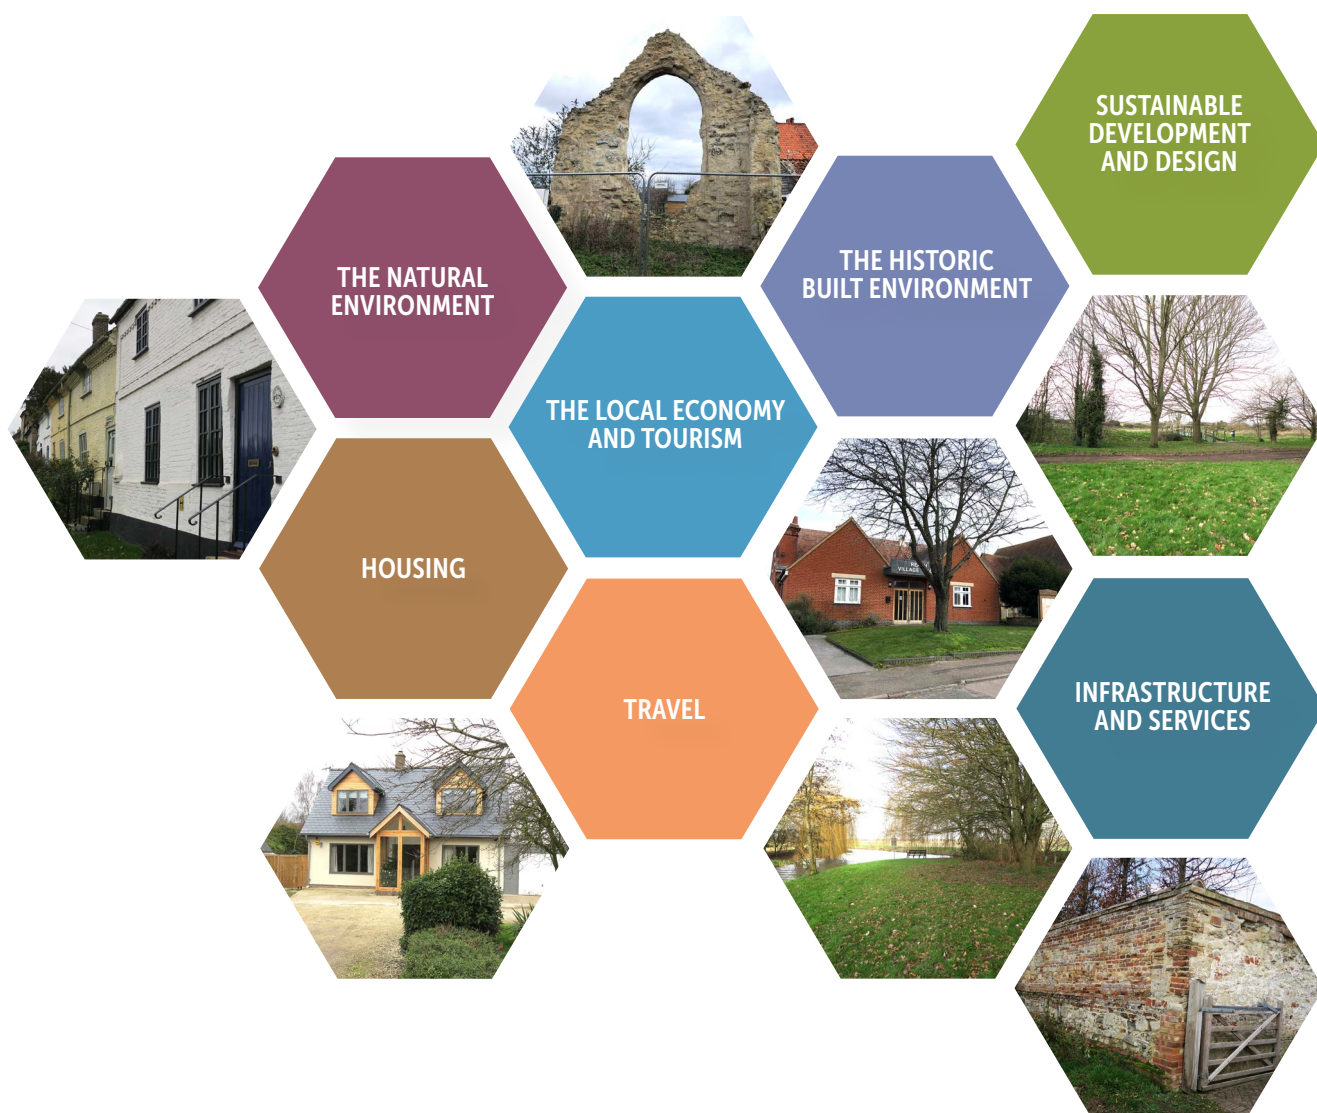 SUSTAINABLE
DEVELOPMENT
AND DESIGN
THE HISTORIC
BUILT ENVIRONMENT
THE NATURAL
ENVIRONMENT
THE LOCAL ECONOMY
AND TOURISM
HOUSING
VILLAGE
TRAVEL
INFRASTRUCTURE
AND SERVICES